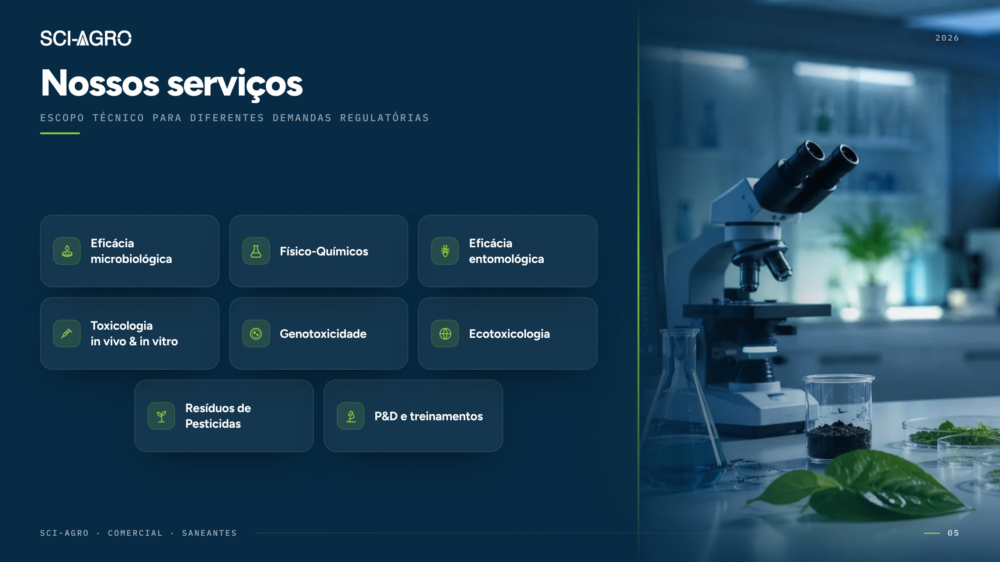 SCI-AGRO
2026
Nossos serviços
ESCOPO TÉCNICO PARA DIFERENTES DEMANDAS REGULATÓRIAS
Eficácia
microbiológica
Físico-Químicos
Eficácia
entomológica
Toxicologia
in vivo & in vitro
Genotoxicidade
Ecotoxicologia
Resíduos de
Pesticidas
P&D e treinamentos
SCI-AGRO · COMERCIAL · SANEANTES
05